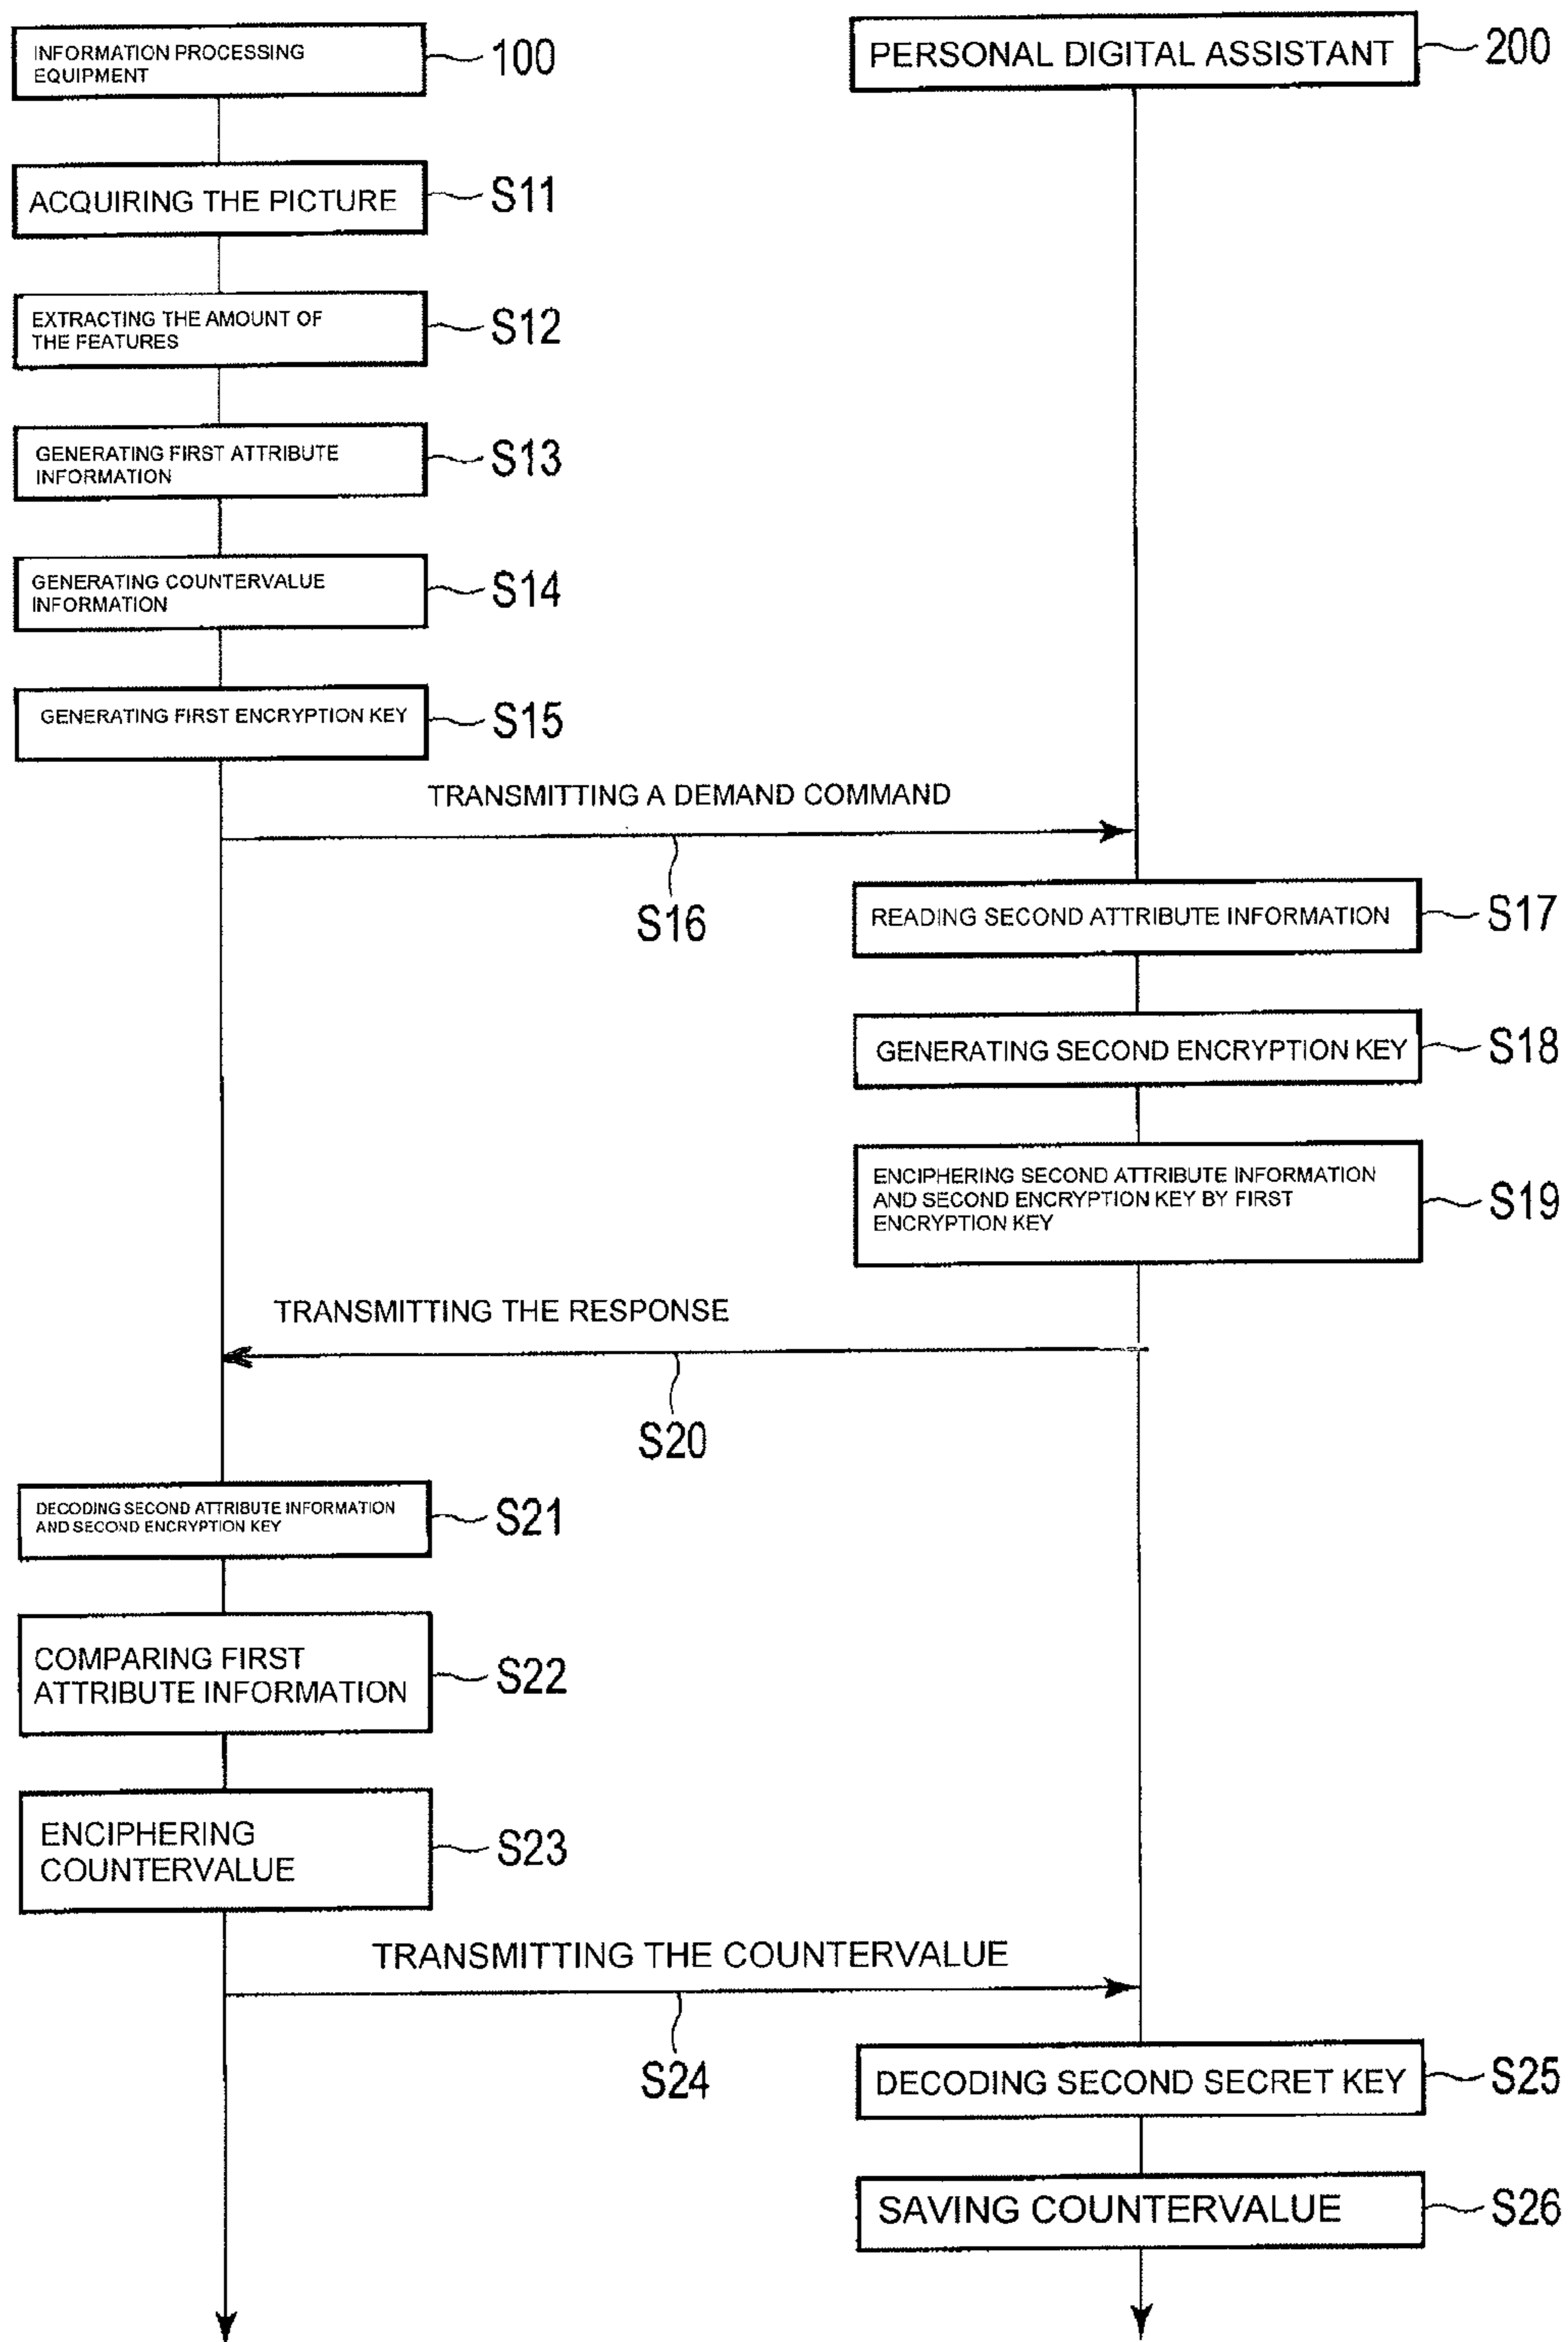 INFORMATION PROCESSING
EQUIPMENT
100
PERSONAL DIGITAL ASSISTANT
200
ACQUIRING THE PICTURE
S11
EXTRACTING THE AMOUNT OF
THE FEATURES
S12
GENERATING FIRST ATTRIBUTE
INFORMATION
S13
GENERATING COUNTERVALUE
INFORMATION
S14
GENERATING FIRST ENCRYPTION KEY
S15
TRANSMITTING A DEMAND COMMAND
S16
READING SECOND ATTRIBUTE INFORMATION
S17
GENERATING SECOND ENCRYPTION KEY
S18
ENCIPHERING SECOND ATTRIBUTE INFORMATION
AND SECOND ENCRYPTION KEY BY FIRST
ENCRYPTION KEY
S19
TRANSMITTING THE RESPONSE
S20
DECODING SECOND ATTRIBUTE INFORMATION
AND SECOND ENCRYPTION KEY
S21
COMPARING FIRST
ATTRIBUTE INFORMATION
S22
ENCIPHERING
COUNTERVALUE
S23
TRANSMITTING THE COUNTERVALUE
S24
DECODING SECOND SECRET KEY
S25
SAVING COUNTERVALUE
S26